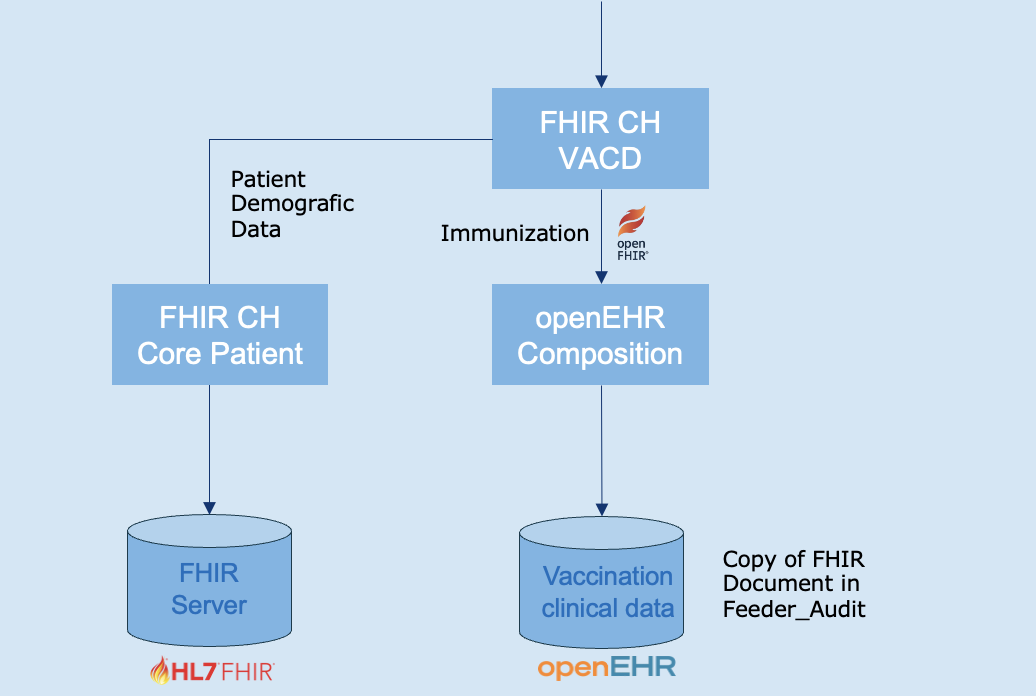 FHIR CH
VACD
Patient
Demografic
Data
Immunization
open
FHIR®
FHIR CH
Core Patient
openEHR
Composition
FHIR
Server
Vaccination
clinical data
Copy of FHIR
Document in
Feeder_Audit
HL7 FHIR®
openEHR